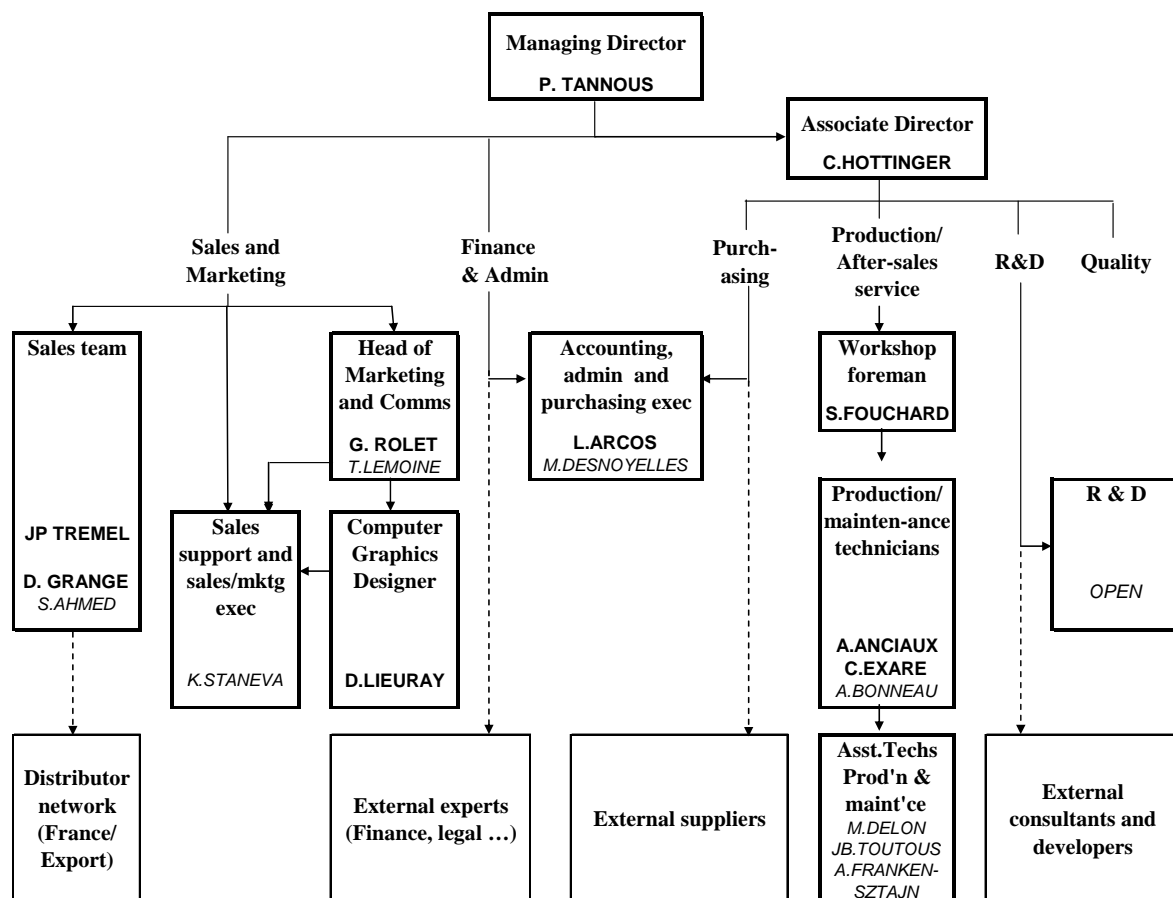 Managing Director
P. TANNOUS
Associate Director
C.HOTTINGER
Sales and
Marketing
Finance
& Admin
Purch-
asing
Production/
After-sales
service
R&D
Quality
Sales team
JP TREMEL
D. GRANGE
S.AHMED
Head of
Marketing
and Comms
G. ROLET
T.LEMOINE
Accounting,
admin and
purchasing exec
L.ARCOS
M.DESNOYELLES
Workshop
foreman
S.FOUCHARD
Sales
support and
sales/mktg
exec
K.STANEVA
Computer
Graphics
Designer
D.LIEURAY
Production/
mainten-ance
technicians
A.ANCIAUX
C.EXARE
A.BONNEAU
R & D
OPEN
Distributor
network
(France/
Export)
External experts
(Finance, legal …)
External suppliers
Asst.Techs
Prod'n &
maint'ce
M.DELON
JB.TOUTOUS
A.FRANKEN-
SZTAJN
External
consultants and
developers